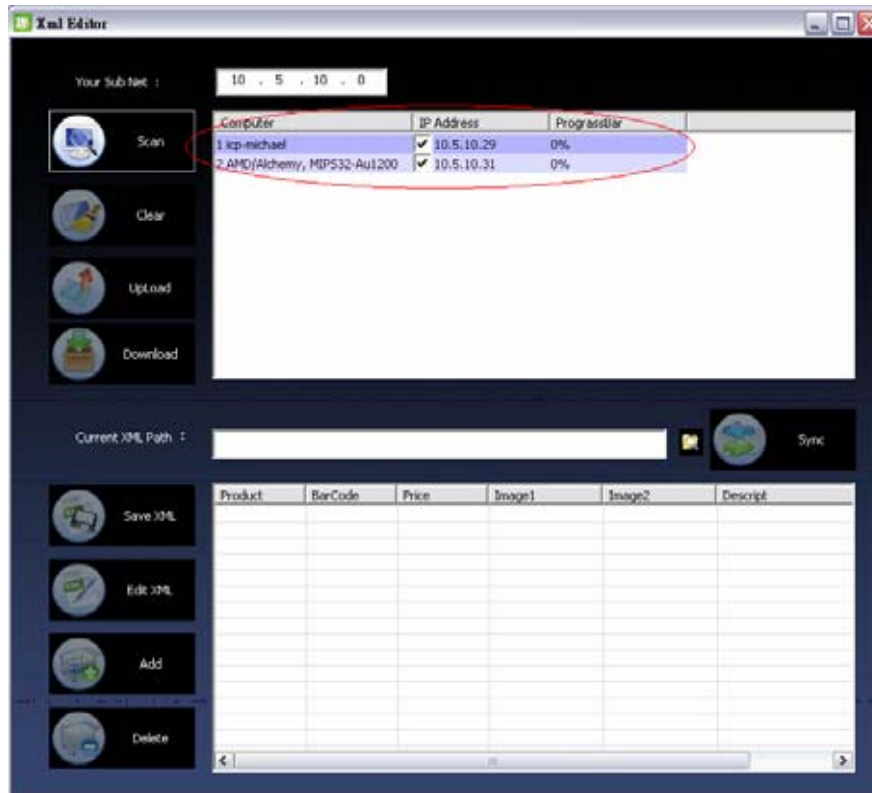 Xml Editor
Your Sub Net :
10 . 5 . 10 . 0
Scan
Computer IP Address PrograssBar
1 icp-michael 10.5.10.29 0%
2 AMD/Alchemy, MIPS32-Au1200 10.5.10.31 0%
Clear
UpLoad
Download
Current XML Path :
Sync
Product BarCode Price Image1 Image2 Descript
Save XML
Edit XML
Add
Delete